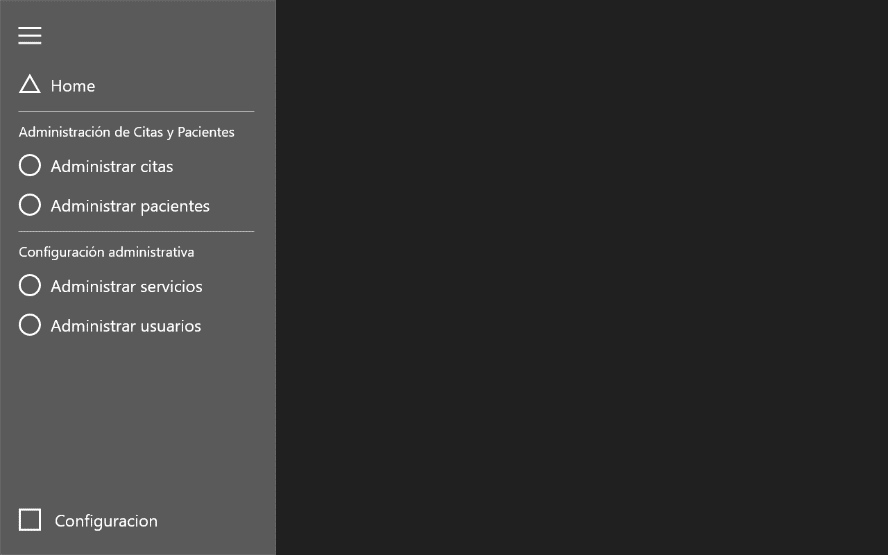 Home
Administración de Citas y Pacientes
Administrar citas
Administrar pacientes
Configuración administrativa
Administrar servicios
Administrar usuarios
Configuracion